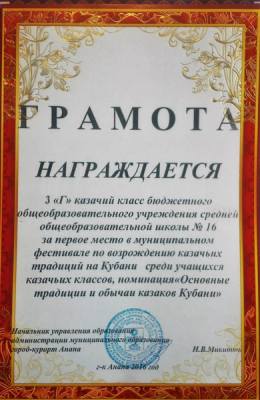 ГРАМОТА
НАГРАЖДАЕТСЯ
3 «Г» казачий класс бюджетного
общеобразовательного учреждения средней
общеобразовательной школы № 16
за первое место в муниципальном
фестивале по возрождению казачьих
традиций на Кубани среди учащихся
казачьих классов, номинация«Основные
традиции и обычаи казаков Кубани»
Начальник управления образования
администрации муниципального образования
город-курорт Анапа Н.В.
г-к Анапа 2016 год